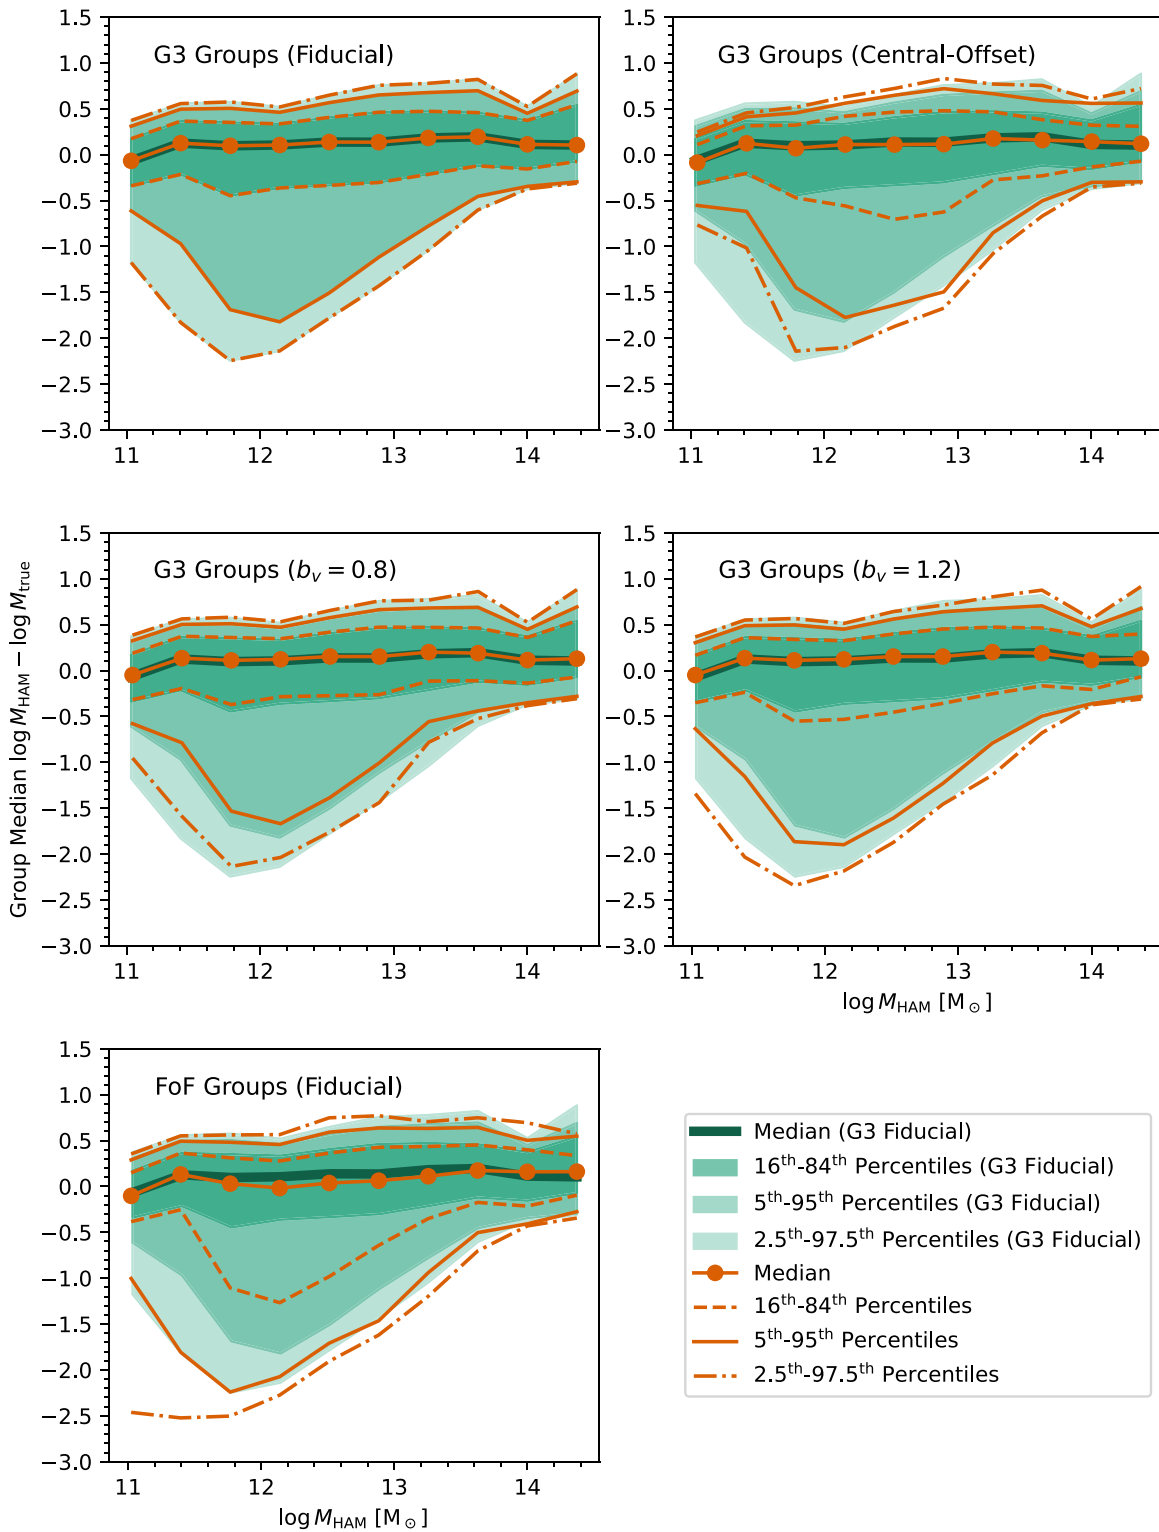 G3 Groups (Fiducial)
1.5
1.0
0.5
0.0
−0.5
−1.0
−1.5
−2.0
−2.5
−3.0
11 12 13 14
G3 Groups (Central-Offset)
1.5
1.0
0.5
0.0
−0.5
−1.0
−1.5
−2.0
−2.5
−3.0
11 12 13 14
Group Median log M_HAM − log M_true
G3 Groups (b_v = 0.8)
1.5
1.0
0.5
0.0
−0.5
−1.0
−1.5
−2.0
−2.5
−3.0
11 12 13 14
G3 Groups (b_v = 1.2)
1.5
1.0
0.5
0.0
−0.5
−1.0
−1.5
−2.0
−2.5
−3.0
11 12 13 14
log M_HAM [M_⊙]
FoF Groups (Fiducial)
1.5
1.0
0.5
0.0
−0.5
−1.0
−1.5
−2.0
−2.5
−3.0
11 12 13 14
log M_HAM [M_⊙]
Median (G3 Fiducial)
16th-84th Percentiles (G3 Fiducial)
5th-95th Percentiles (G3 Fiducial)
2.5th-97.5th Percentiles (G3 Fiducial)
Median
16th-84th Percentiles
5th-95th Percentiles
2.5th-97.5th Percentiles